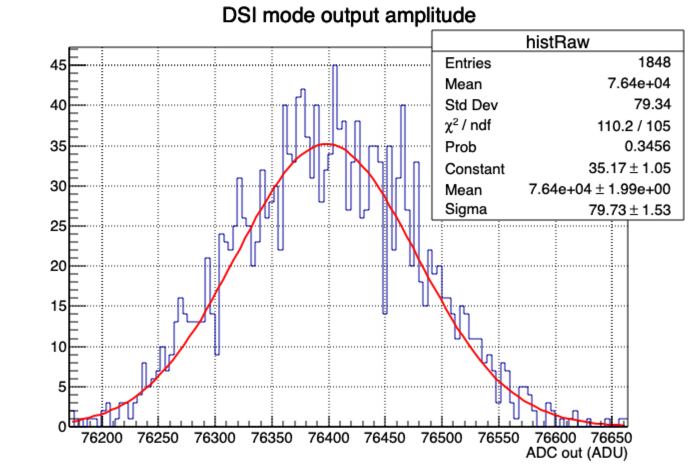 DSI mode output amplitude
histRaw
Entries 1848
Mean 7.64e+04
Std Dev 79.34
χ² / ndf 110.2 / 105
Prob 0.3456
Constant 35.17 ± 1.05
Mean 7.64e+04 ± 1.99e+00
Sigma 79.73 ± 1.53
45
40
35
30
25
20
15
10
5
0
76200 76250 76300 76350 76400 76450 76500 76550 76600 76650
ADC out (ADU)